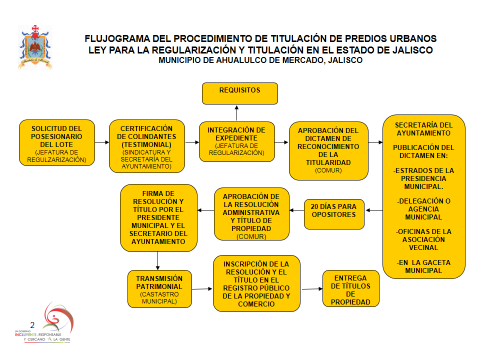 FLUJOGRAMA DEL PROCEDIMIENTO DE TITULACIÓN DE PREDIOS URBANOS
LEY PARA LA REGULARIZACIÓN Y TITULACIÓN EN EL ESTADO DE JALISCO
MUNICIPIO DE AHUALULCO DE MERCADO, JALISCO
REQUISITOS
SOLICITUD DEL
POSESIONARIO
DEL LOTE
(JEFATURA DE
REGULZARIZACIÓN)
CERTIFICACIÓN
DE COLINDANTES
(TESTIMONIAL)
(SINDICATURA Y
SECRETARIA DEL
AYUNTAMIENTO)
INTEGRACIÓN DE
EXPEDIENTE
(JEFATURA DE
REGULARIZACIÓN)
APROBACIÓN DEL
DICTAMEN DE
RECONOCIMIENTO
DE LA
TITULARIDAD
(COMUR)
SECRETARÍA DEL
AYUNTAMIENTO
PUBLICACIÓN DEL
DICTAMEN EN:
-ESTRADOS DE LA
PRESIDENCIA
MUNICIPAL.
-DELEGACIÓN O
AGENCIA
MUNICIPAL
-OFICINAS DE LA
ASOCIACIÓN
VECINAL
-EN LA GACETA
MUNICIPAL
20 DÍAS PARA
OPOSITORES
APROBACIÓN DE
LA RESOLUCIÓN
ADMINISTRATIVA
Y TÍTULO DE
PROPIEDAD
(COMUR)
FIRMA DE
RESOLUCIÓN Y
TÍTULO POR EL
PRESIDENTE
MUNICIPAL Y EL
SECRETARIO DEL
AYUNTAMIENTO
TRANSMISIÓN
PATRIMONIAL
(CASTASTRO
MUNICIPAL)
INSCRIPCIÓN DE LA
RESOLUCIÓN Y EL
TÍTULO EN EL
REGISTRO PÚBLICO
DE LA PROPIEDAD Y
COMERCIO
ENTREGA
DE TÍTULOS
DE
PROPIEDAD
2